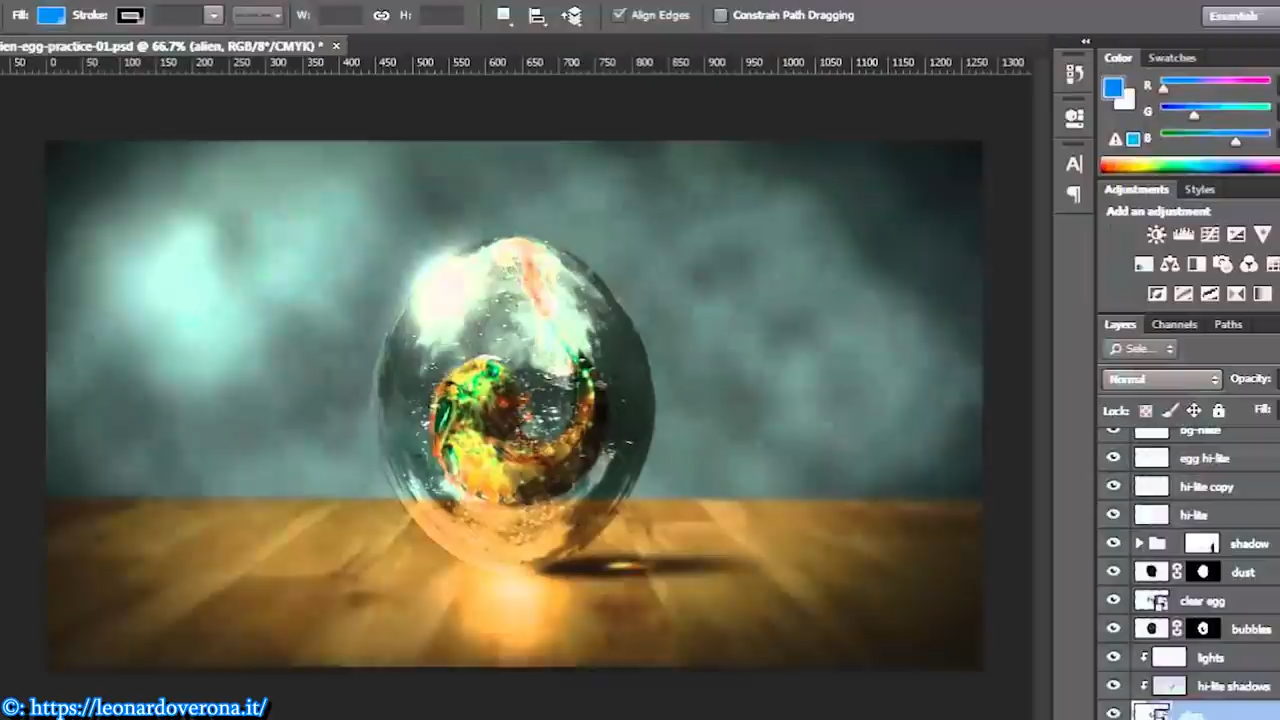 Fill: Stroke: W: H: Align Edges Constrain Path Dragging Essentials
ien-egg-practice-01.psd @ 66.7% (alien, RGB/8*/CMYK) * ×
50 0 50 100 150 200 250 300 350 400 450 500 550 600 650 700 750 800 850 900 950 1000 1050 1100 1150 1200 1250 1300
Color Swatches
R
G
B
A|
Adjustments Styles
Add an adjustment
Layers Channels Paths
Sele...
Normal Opacity:
Lock: Fill:
egg hi-lite
hi-lite copy
hi-lite
shadow
dust
clear egg
bubbles
lights
hi-lite shadows
©: https://leonardoverona.it/